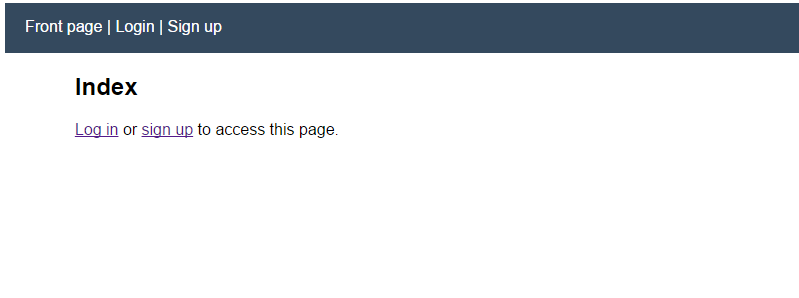 Front page | Login | Sign up
Index
Log in or sign up to access this page.